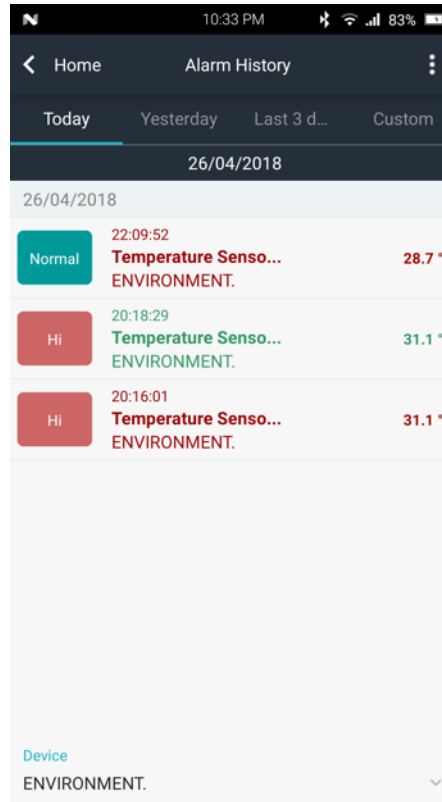 10:33 PM 83%
Home Alarm History
Today Yesterday Last 3 d... Custom
26/04/2018
26/04/2018
22:09:52
Normal Temperature Senso... 28.7 °
ENVIRONMENT.
20:18:29
Hi Temperature Senso... 31.1 °
ENVIRONMENT.
20:16:01
Hi Temperature Senso... 31.1 °
ENVIRONMENT.
Device
ENVIRONMENT.